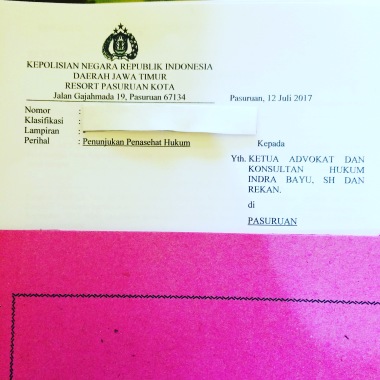 KEPOLISIAN NEGARA REPUBLIK INDONESIA
DAERAH JAWA TIMUR
RESORT PASURUAN KOTA
Jalan Gajahmada 19, Pasuruan 67134
Pasuruan, 12 Juli 2017
Nomor :
Klasifikasi :
Lampiran :
Perihal : Penunjukan Penasehat Hukum
Kepada
Yth. KETUA ADVOKAT DAN
KONSULTAN HUKUM
INDRA BAYU, SH DAN
REKAN.
di
PASURUAN